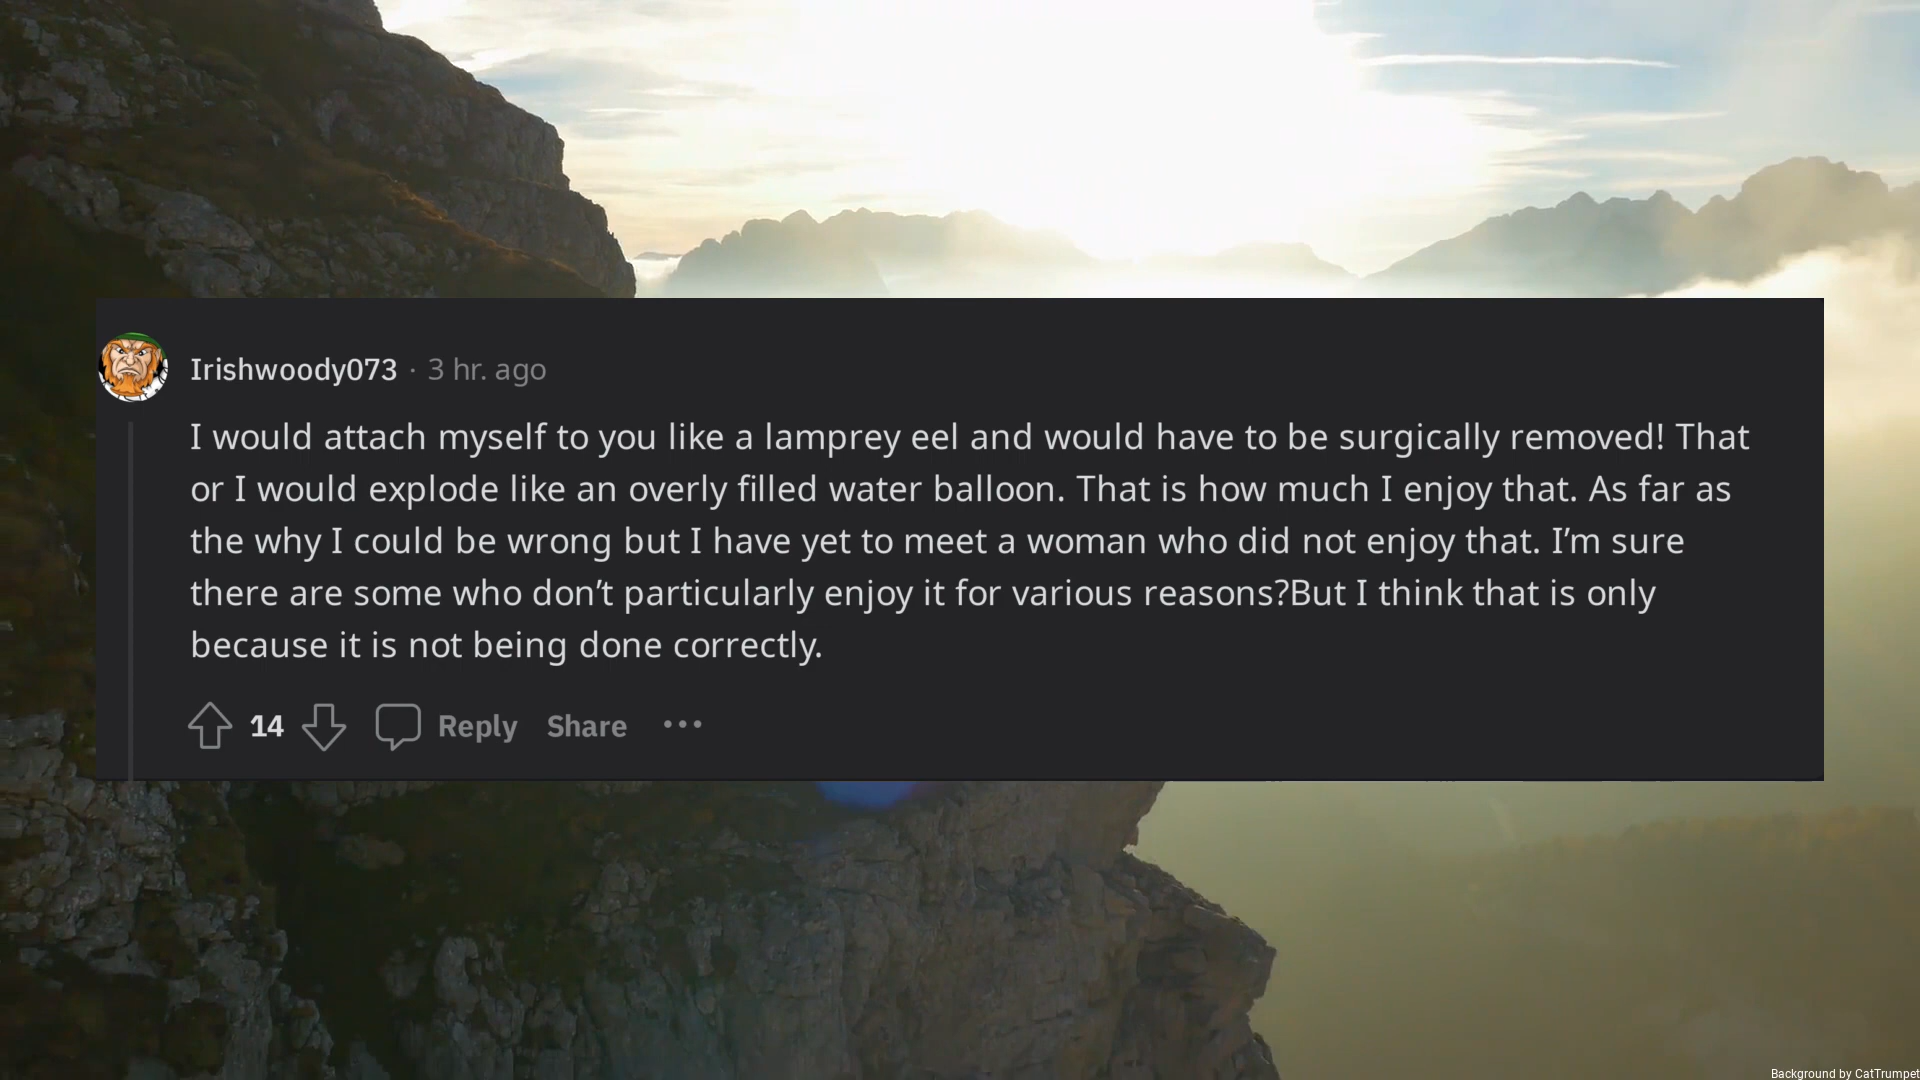 Irishwoody073 · 3 hr. ago
I would attach myself to you like a lamprey eel and would have to be surgically removed! That
or I would explode like an overly filled water balloon. That is how much I enjoy that. As far as
the why I could be wrong but I have yet to meet a woman who did not enjoy that. I’m sure
there are some who don’t particularly enjoy it for various reasons?But I think that is only
because it is not being done correctly.
14 Reply Share
Background by CatTrumpet